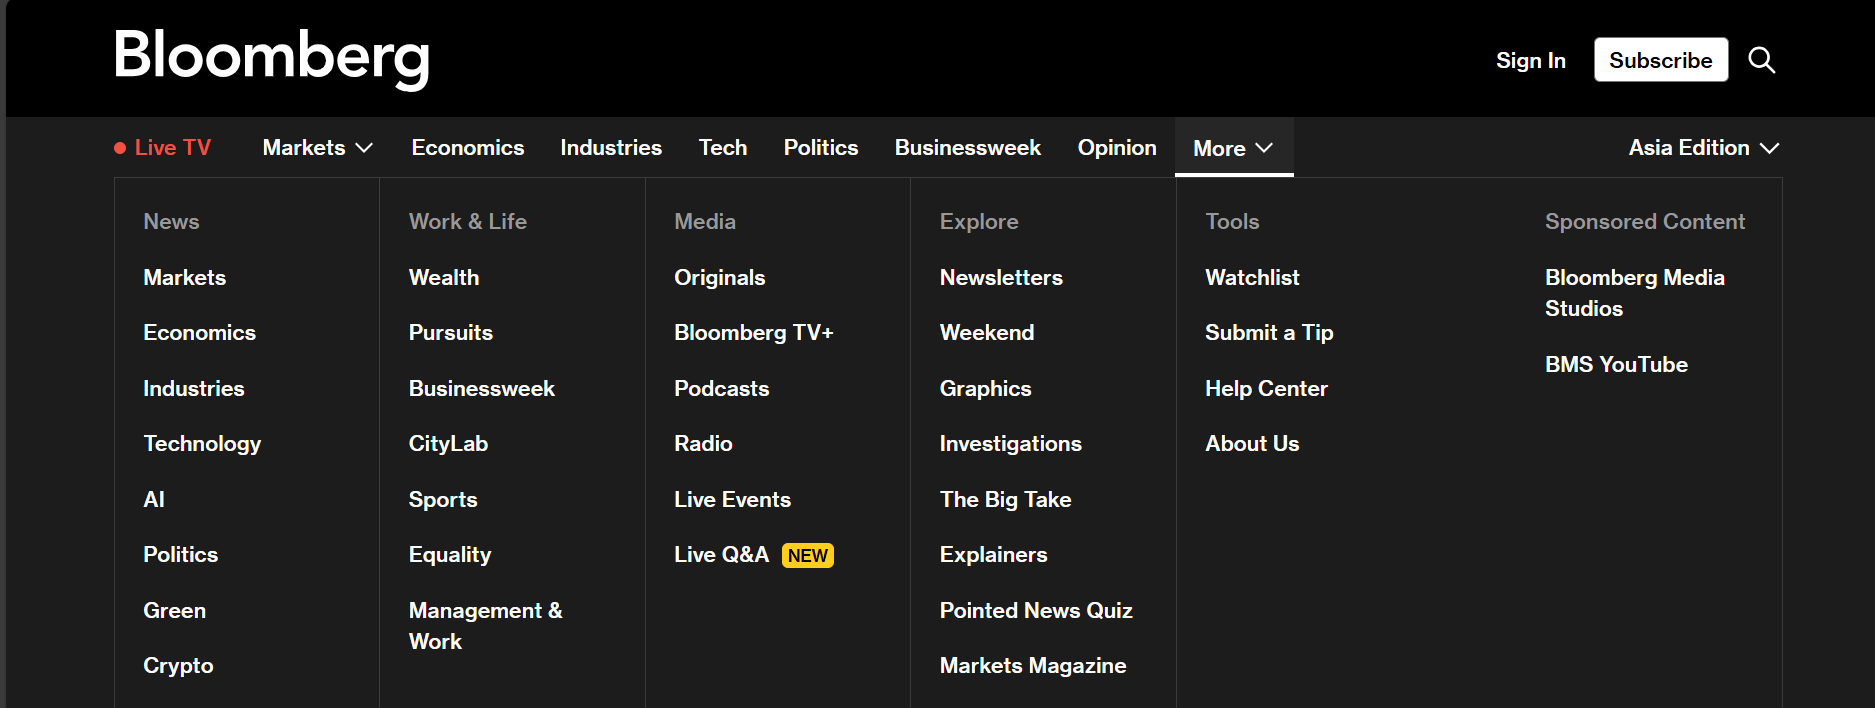 Bloomberg
Sign In
Subscribe
Live TV
Markets
Economics
Industries
Tech
Politics
Businessweek
Opinion
More
Asia Edition
News
Markets
Economics
Industries
Technology
AI
Politics
Green
Crypto
Work & Life
Wealth
Pursuits
Businessweek
CityLab
Sports
Equality
Management &
Work
Media
Originals
Bloomberg TV+
Podcasts
Radio
Live Events
Live Q&A NEW
Explore
Newsletters
Weekend
Graphics
Investigations
The Big Take
Explainers
Pointed News Quiz
Markets Magazine
Tools
Watchlist
Submit a Tip
Help Center
About Us
Sponsored Content
Bloomberg Media
Studios
BMS YouTube